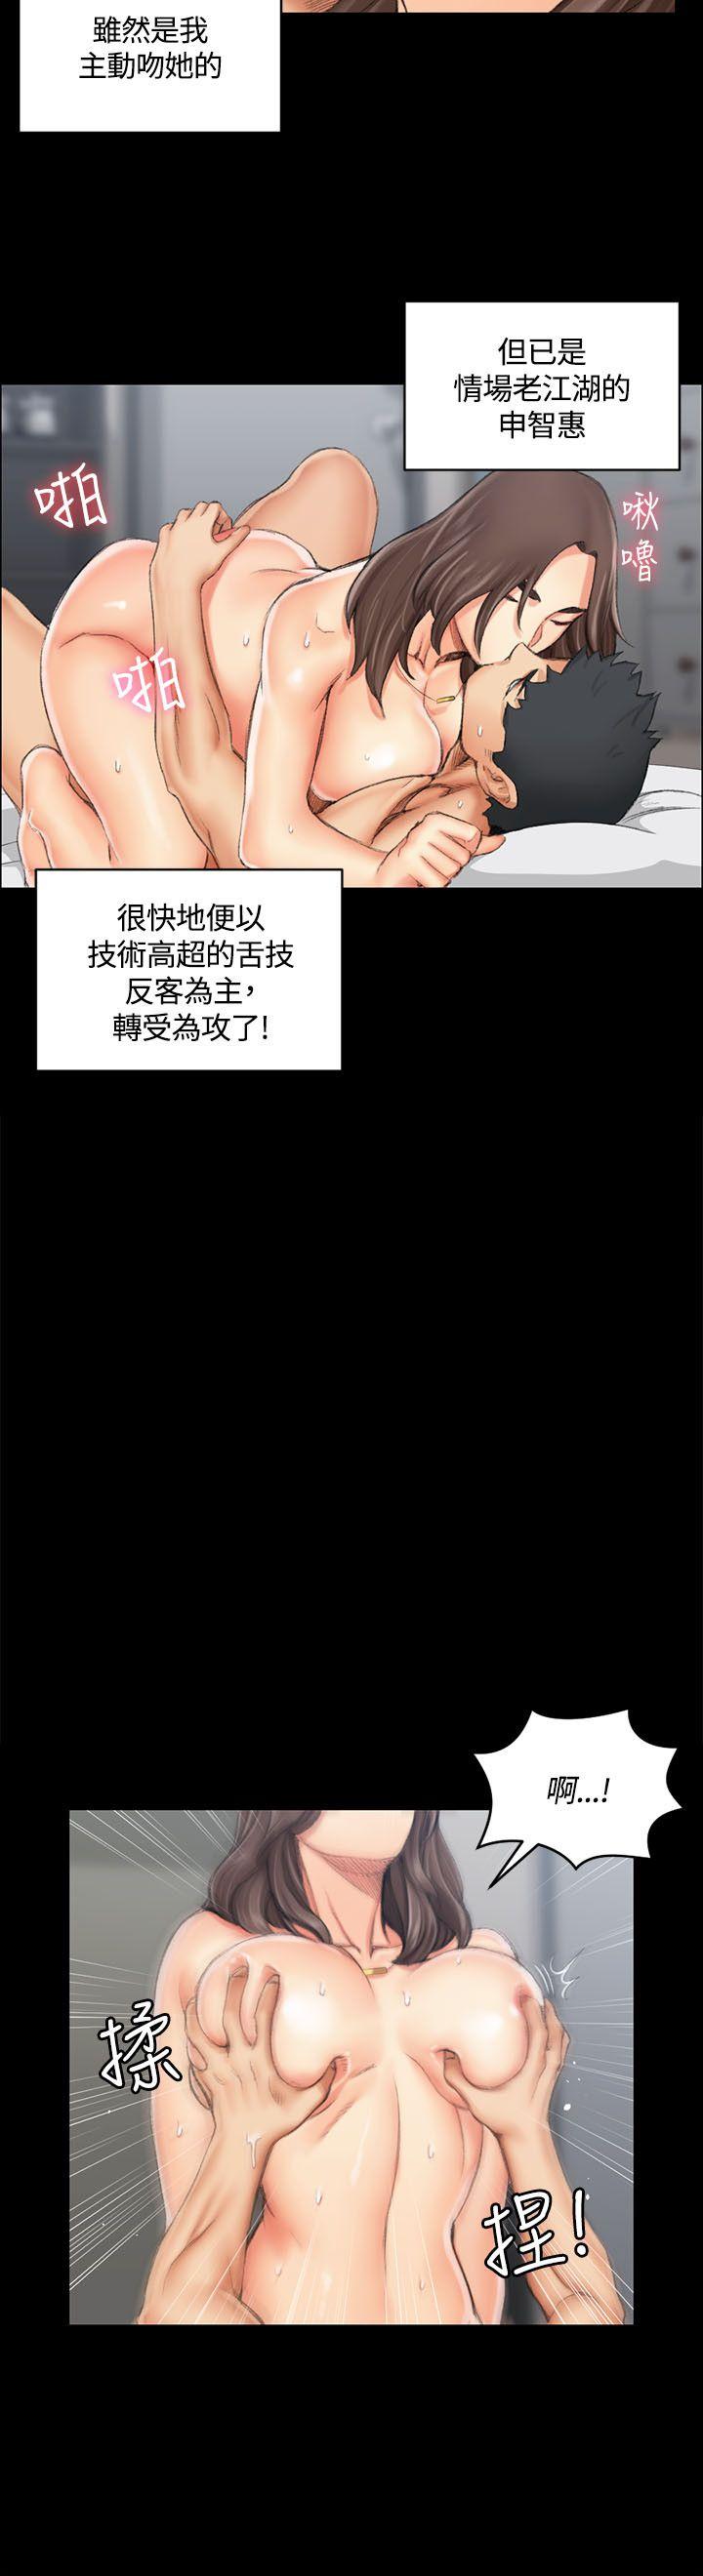 雖然是我
主動吻她的
但已是
情場老江湖的
申智惠
啪
啾
嚕
啪
很快地便以
技術高超的舌技
反客為主，
轉受為攻了！
啊...!
揉
捏！